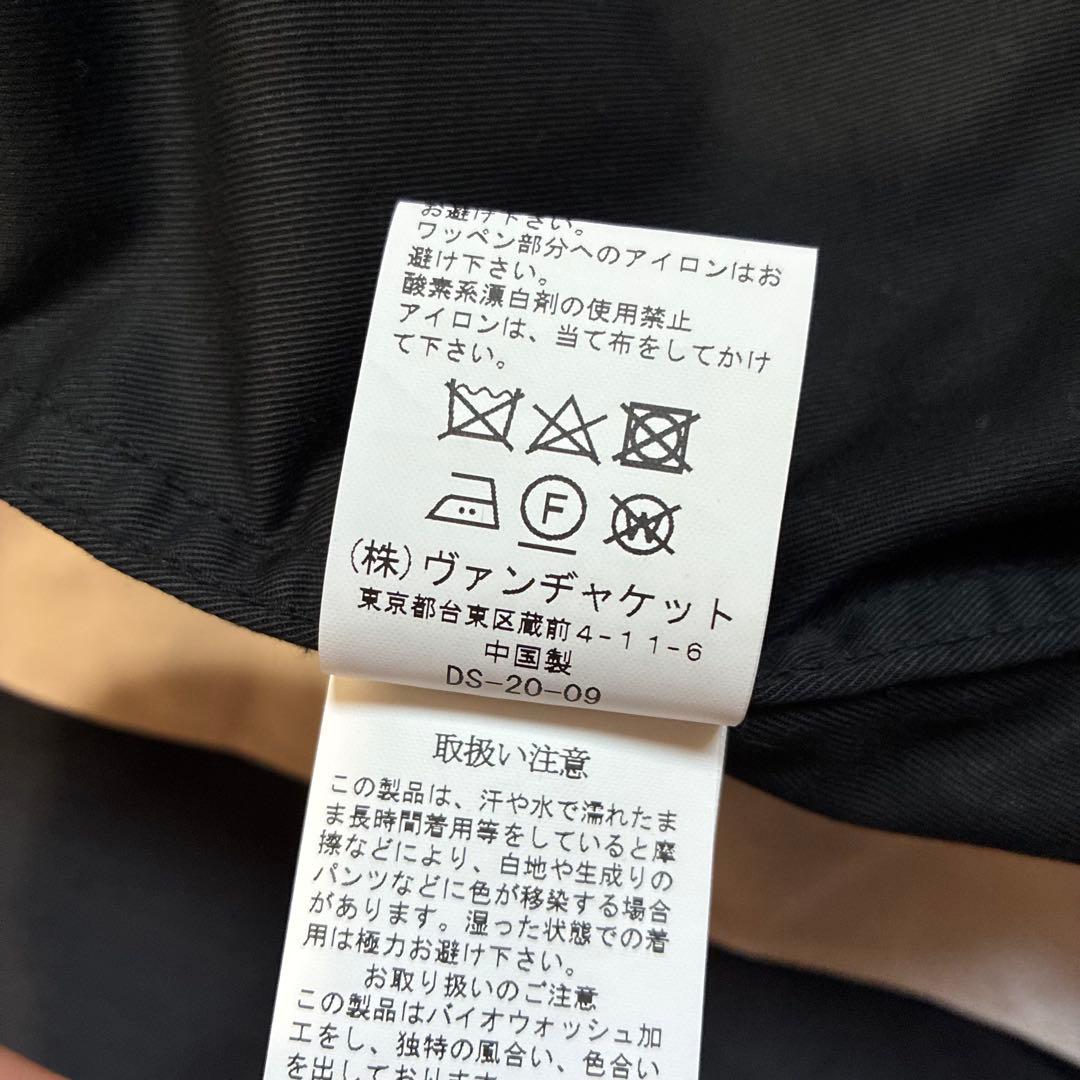 お避け下さい。
ワッペン部分へのアイロンはお
避け下さい。
酸素系漂白剤の使用禁止
アイロンは、当て布をしてかけ
て下さい。
F
W
(株)ヴァンヂャケット
東京都台東区蔵前4-11-6
中国製
DS-20-09
取扱い注意
この製品は、汗や水で濡れたま
ま長時間着用等をしていると摩
擦などにより、白地や生成りの
パンツなどに色が移染する場合
があります。湿った状態での着
用は極力お避け下さい。
お取り扱いのご注意
この製品はバイオウォッシュ加
工をし、独特の風合い、色合い
を出しております